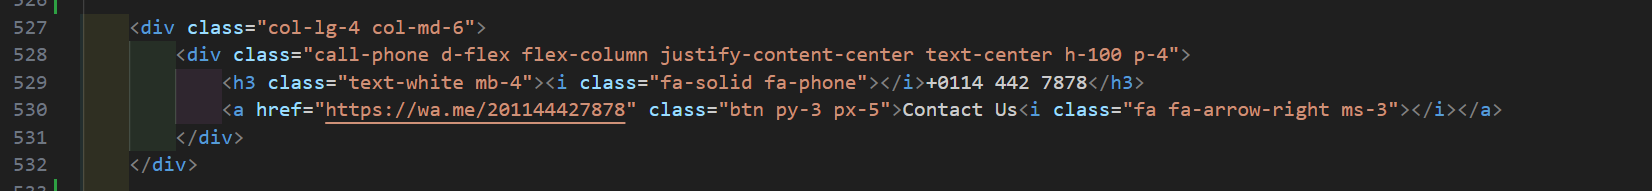 527 <div class="col-lg-4 col-md-6">
528 <div class="call-phone d-flex flex-column justify-content-center text-center h-100 p-4">
529 <h3 class="text-white mb-4"><i class="fa-solid fa-phone"></i>+0114 442 7878</h3>
530 <a href="https://wa.me/201144427878" class="btn py-3 px-5">Contact Us<i class="fa fa-arrow-right ms-3"></i></a>
531 </div>
532 </div>